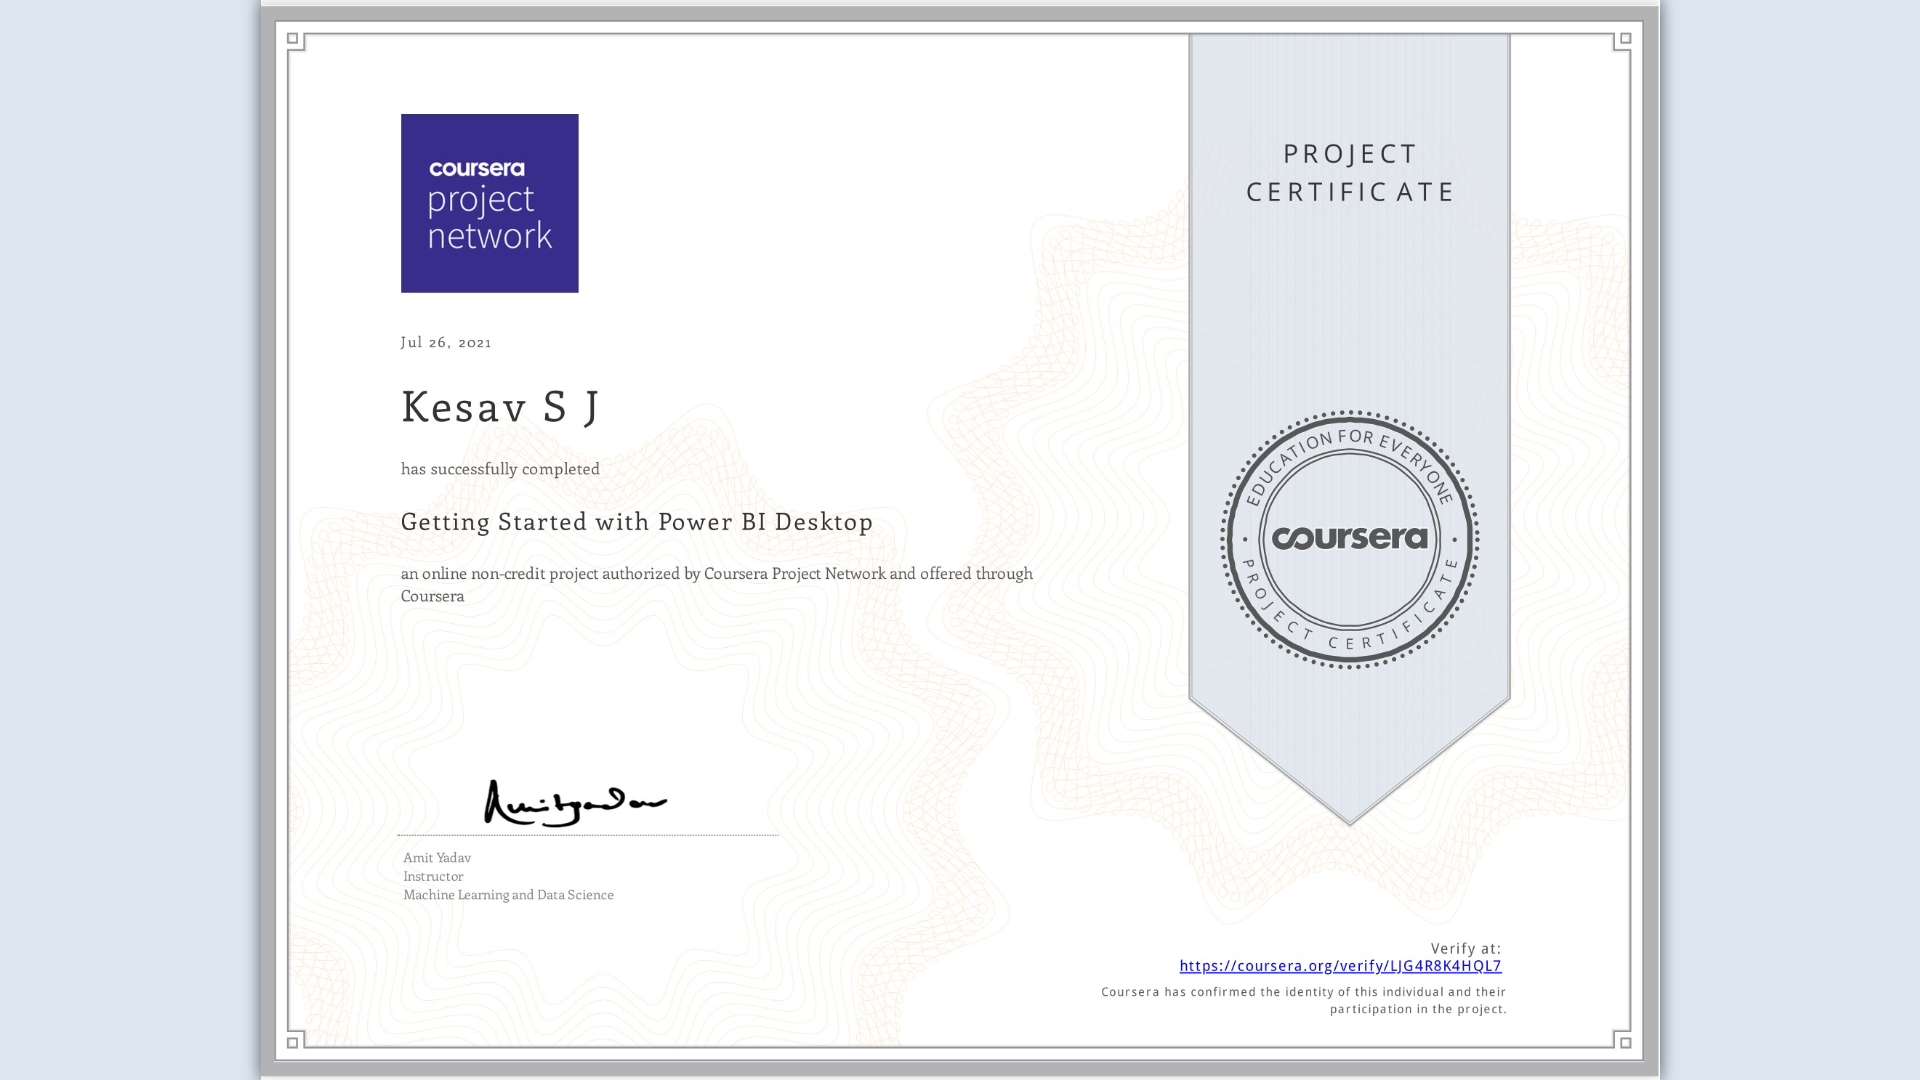 coursera
project
network
PROJECT
CERTIFICATE
Jul 26, 2021
Kesav S J
has successfully completed
Getting Started with Power BI Desktop
an online non-credit project authorized by Coursera Project Network and offered through
Coursera
EDUCATION FOR EVERYONE
coursera
PROJECT CERTIFICATE
Amit Yadav
Amit Yadav
Instructor
Machine Learning and Data Science
Verify at:
https://coursera.org/verify/LJG4R8K4HQL7
Coursera has confirmed the identity of this individual and their
participation in the project.